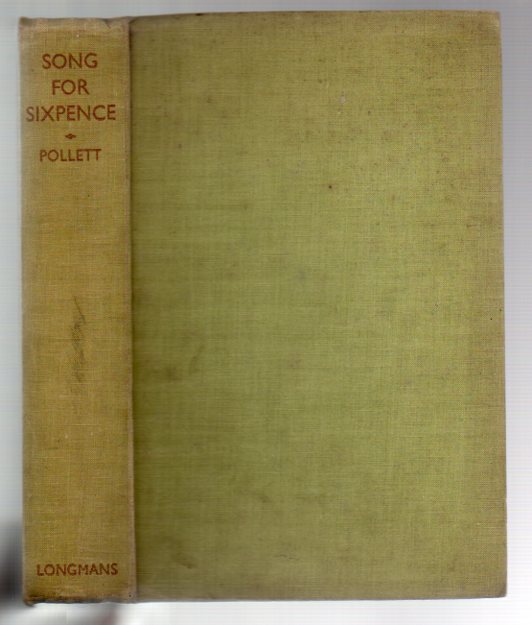 SONG
FOR
SIXPENCE
POLLETT
LONGMANS